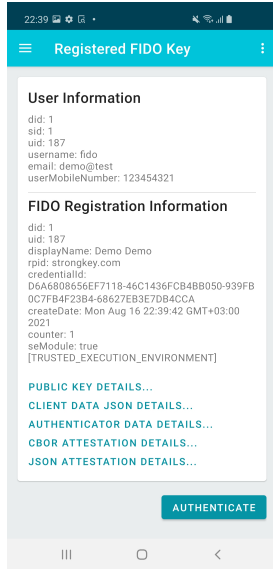 22:39
Registered FIDO Key
User Information
did: 1
sid: 1
uid: 187
username: fido
email: demo@test
userMobileNumber: 123454321
FIDO Registration Information
did: 1
uid: 187
displayName: Demo Demo
rpid: strongkey.com
credentialId:
D6A6808656EF7118-46C1436FCB4BB050-939FB
0C7FB4F23B4-68627EB3E7DB4CCA
createDate: Mon Aug 16 22:39:42 GMT+03:00
2021
counter: 1
seModule: true
[TRUSTED_EXECUTION_ENVIRONMENT]
PUBLIC KEY DETAILS...
CLIENT DATA JSON DETAILS...
AUTHENTICATOR DATA DETAILS...
CBOR ATTESTATION DETAILS...
JSON ATTESTATION DETAILS...
AUTHENTICATE